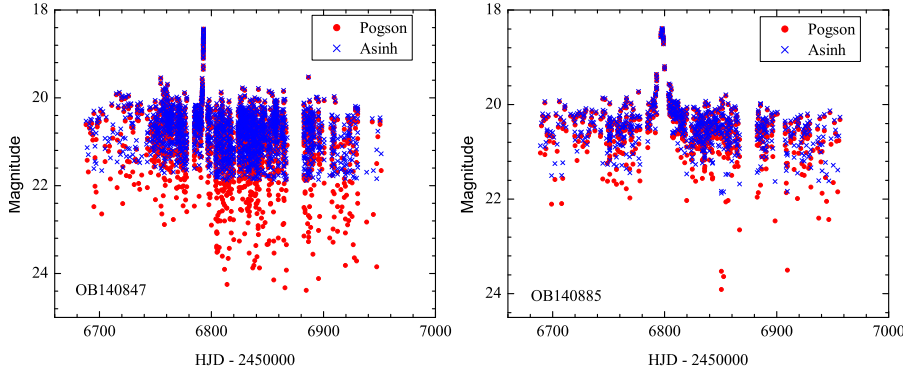 18
20
22
24
Magnitude
Pogson
Asinh
OB140847
6700
6800
6900
7000
HJD - 2450000
18
20
22
24
Magnitude
Pogson
Asinh
OB140885
6700
6800
6900
7000
HJD - 2450000